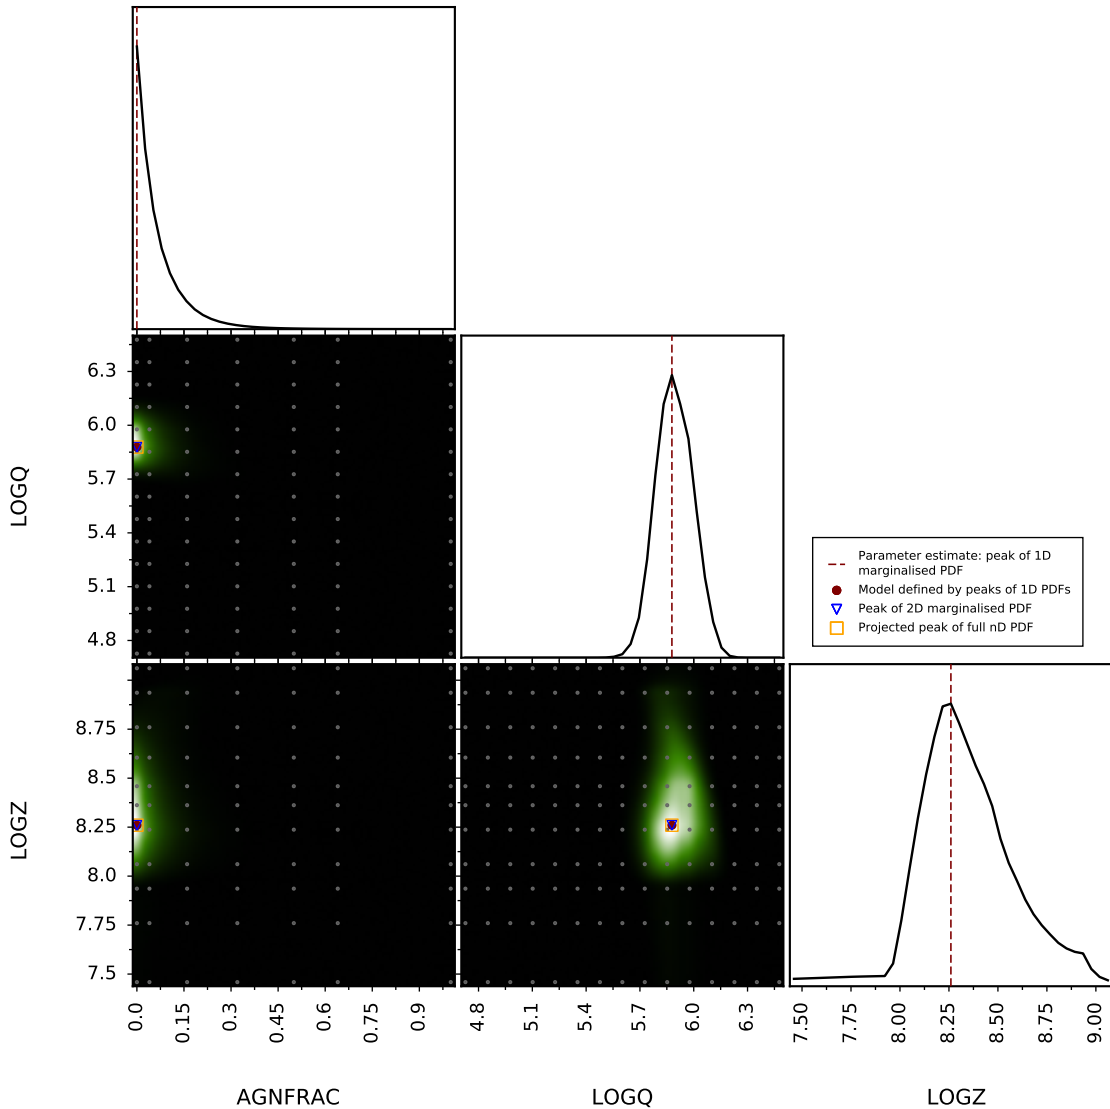 6.3
6.0
5.7
5.4
5.1
4.8
LOGQ
Parameter estimate: peak of 1D
marginalised PDF
Model defined by peaks of 1D PDFs
Peak of 2D marginalised PDF
Projected peak of full nD PDF
8.75
8.5
8.25
8.0
7.75
7.5
LOGZ
0.0 0.15 0.3 0.45 0.6 0.75 0.9
4.8 5.1 5.4 5.7 6.0 6.3
7.50 7.75 8.00 8.25 8.50 8.75 9.00
AGNFRAC LOGQ LOGZ